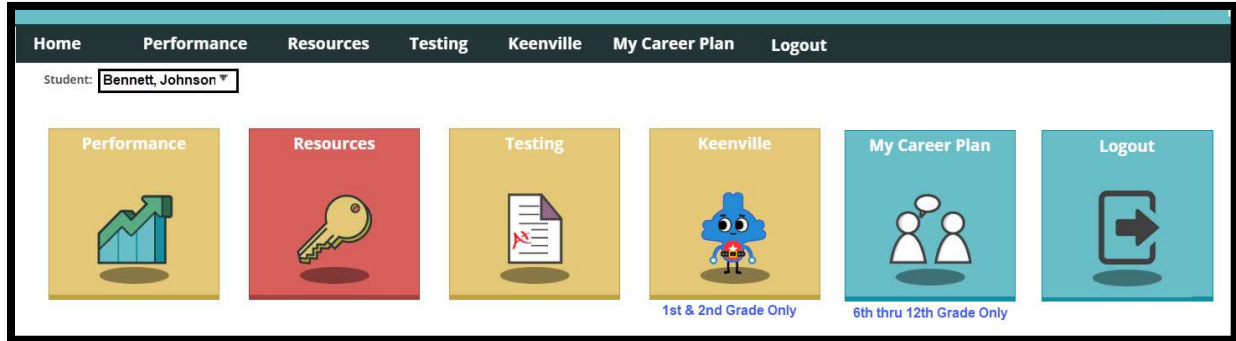 Home Performance Resources Testing Keenville My Career Plan Logout
Student: Bennett, Johnson
Performance Resources Testing Keenville My Career Plan Logout
A+
1st & 2nd Grade Only 6th thru 12th Grade Only